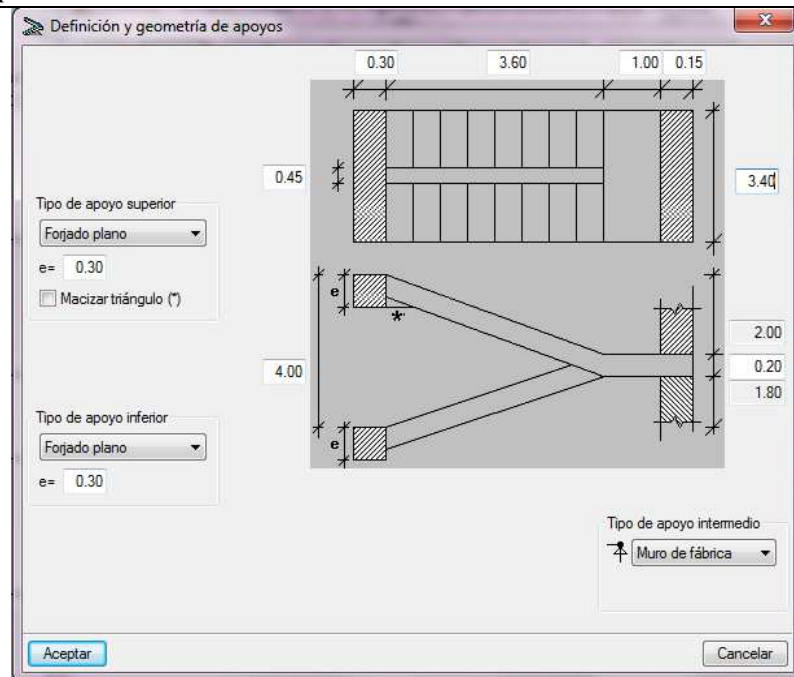 Definición y geometría de apoyos
0.30 3.60 1.00 0.15
0.45
3.40
Tipo de apoyo superior
Forjado plano
e= 0.30
Macizar triángulo (*)
e
*
4.00
2.00
0.20
1.80
Tipo de apoyo inferior
Forjado plano
e= 0.30
e
Tipo de apoyo intermedio
Muro de fábrica
Aceptar
Cancelar